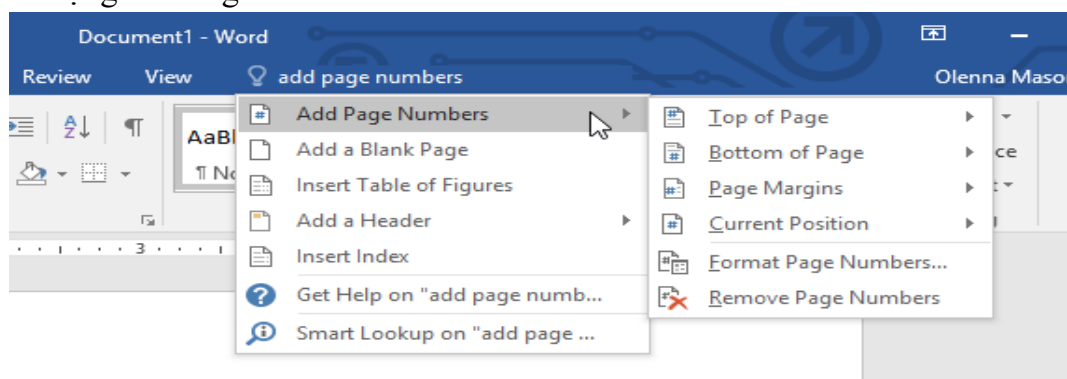 Document1 - Word
Review View add page numbers Olenna Maso
Add Page Numbers
Add a Blank Page
Insert Table of Figures
Add a Header
Insert Index
Get Help on "add page numb...
Smart Lookup on "add page ...
Top of Page
Bottom of Page
Page Margins
Current Position
Format Page Numbers...
Remove Page Numbers
AaBl
¶ No
ce
3